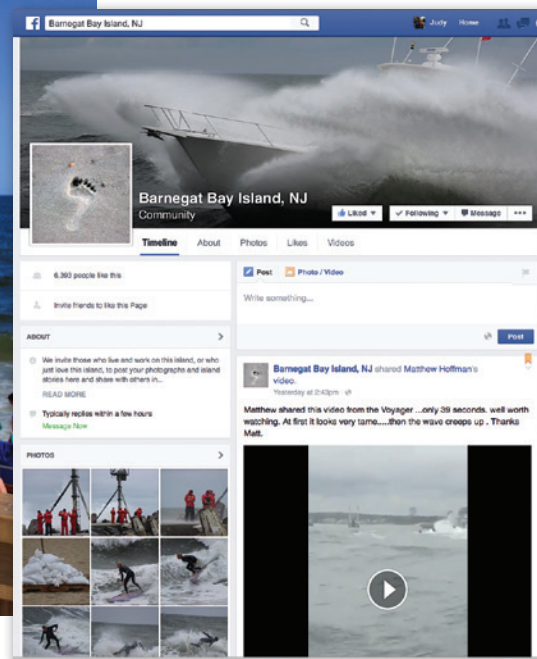 Barnegat Bay Island, NJ
Judy Home
Barnegat Bay Island, NJ
Community
Liked
Following
Message
Timeline About Photos Likes Videos
6,393 people like this
Invite friends to like this Page
ABOUT
We invite those who live and work on this island, or who
just love this island, to post your photographs and island
stories here and share with others in...
READ MORE
Typically replies within a few hours
Message Now
PHOTOS
Post Photo / Video
Write something...
Post
Barnegat Bay Island, NJ shared Matthew Hoffman's
video.
Yesterday at 2:43pm
Matthew shared this video from the Voyager ...only 39 seconds. well worth
watching. At first it looks very tame.....then the wave creeps up . Thanks
Matt.